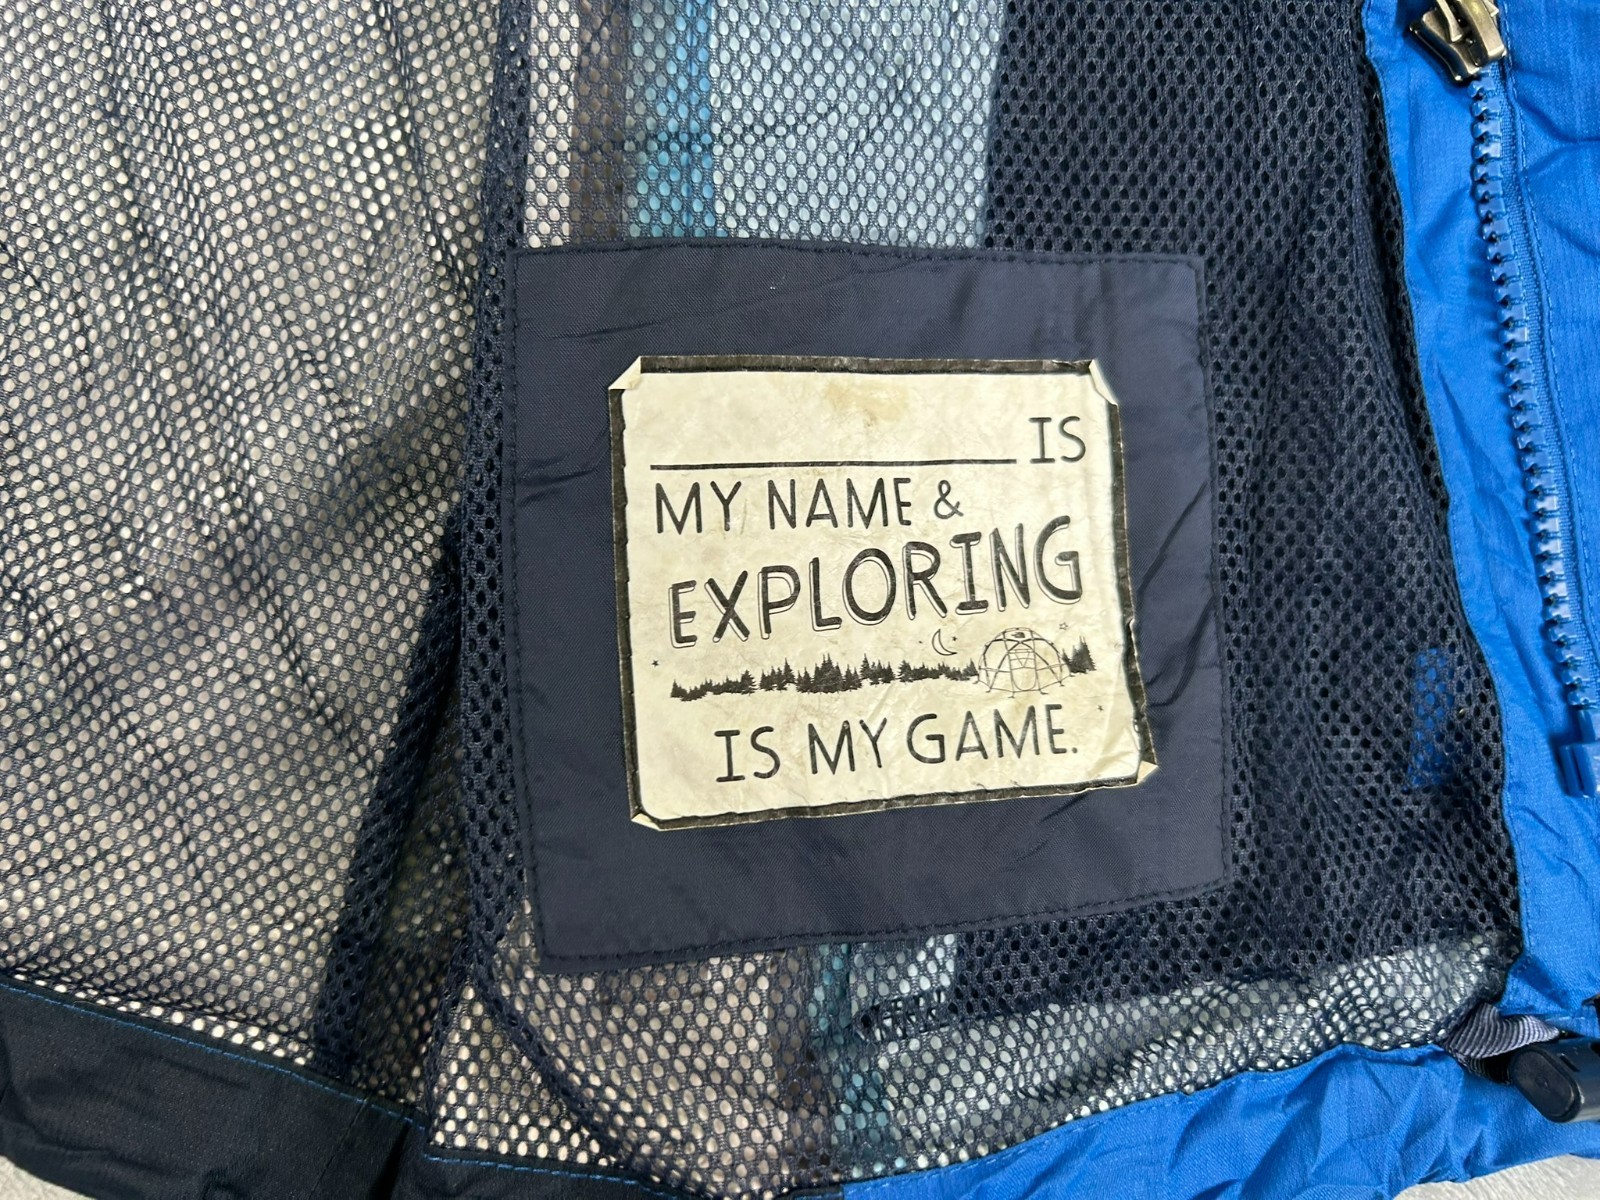 IS
MY NAME &
EXPLORING
IS MY GAME.